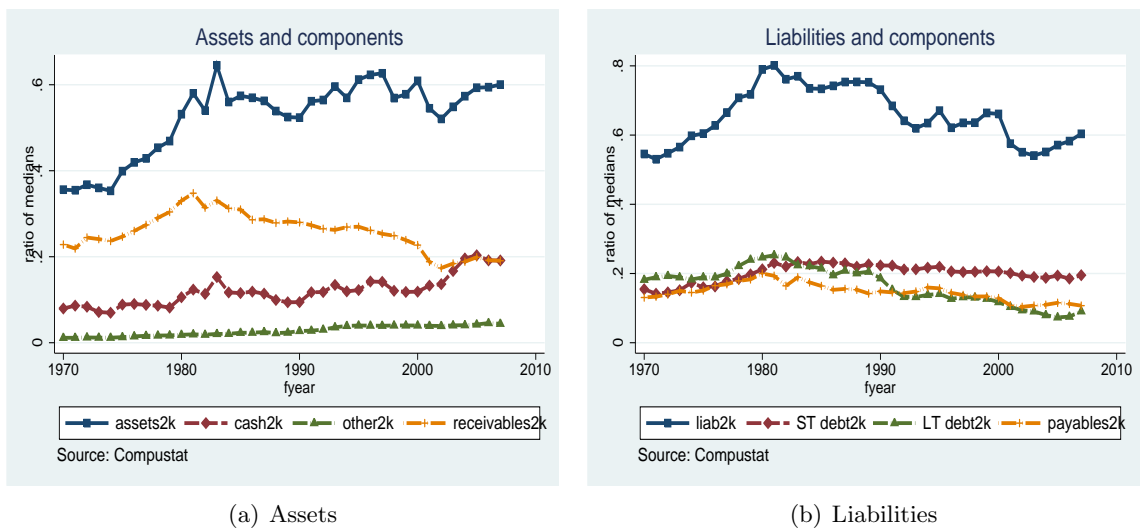 Assets and components
ratio of medians
0 .2 .4 .6
1970 1980 1990 2000 2010
fyear
assets2k cash2k other2k receivables2k
Source: Compustat
(a) Assets
Liabilities and components
ratio of medians
0 .2 .4 .6 .8
1970 1980 1990 2000 2010
fyear
liab2k ST debt2k LT debt2k payables2k
Source: Compustat
(b) Liabilities